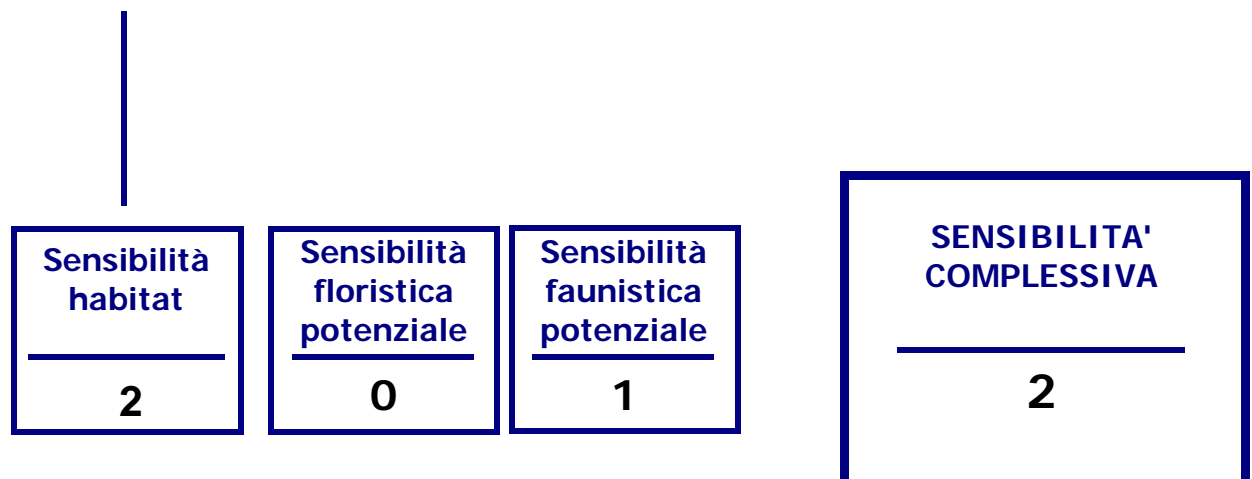 Sensibilità
habitat
2
Sensibilità
floristica
potenziale
0
Sensibilità
faunistica
potenziale
1
SENSIBILITA'
COMPLESSIVA
2